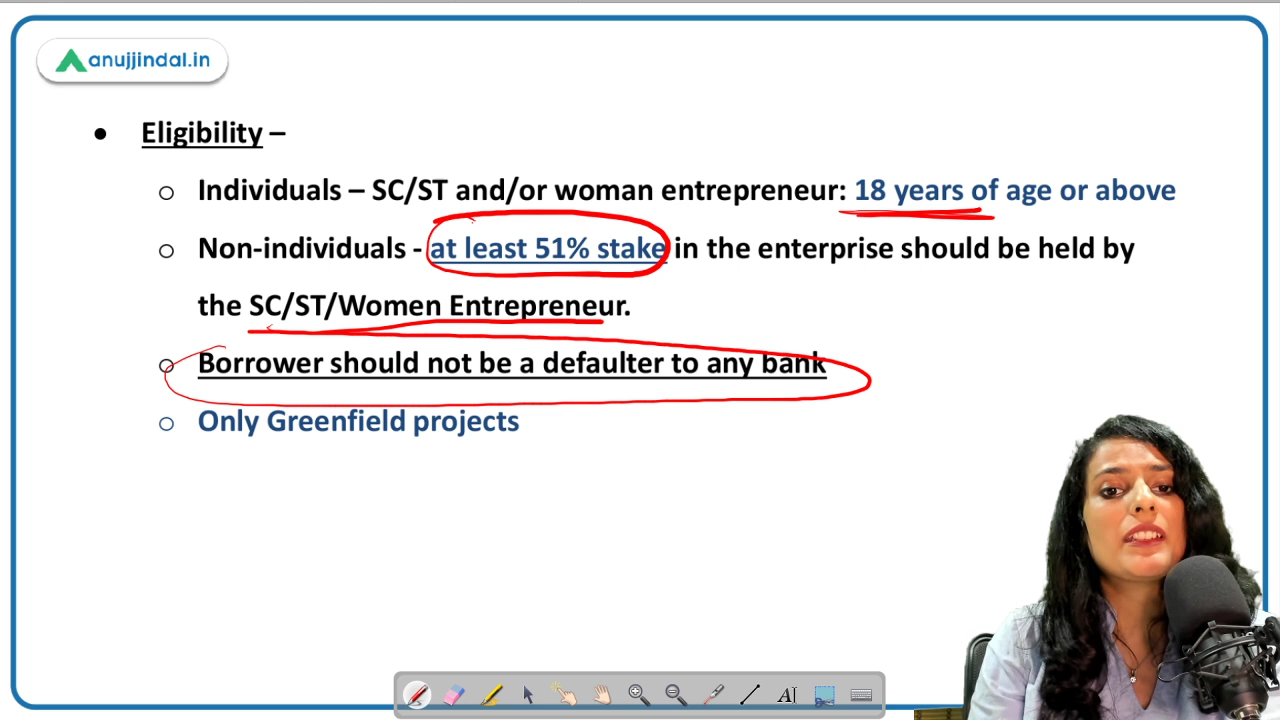 anujjindal.in
● Eligibility –
o Individuals – SC/ST and/or woman entrepreneur: 18 years of age or above
o Non-individuals - at least 51% stake in the enterprise should be held by
the SC/ST/Women Entrepreneur.
o Borrower should not be a defaulter to any bank
o Only Greenfield projects
AI